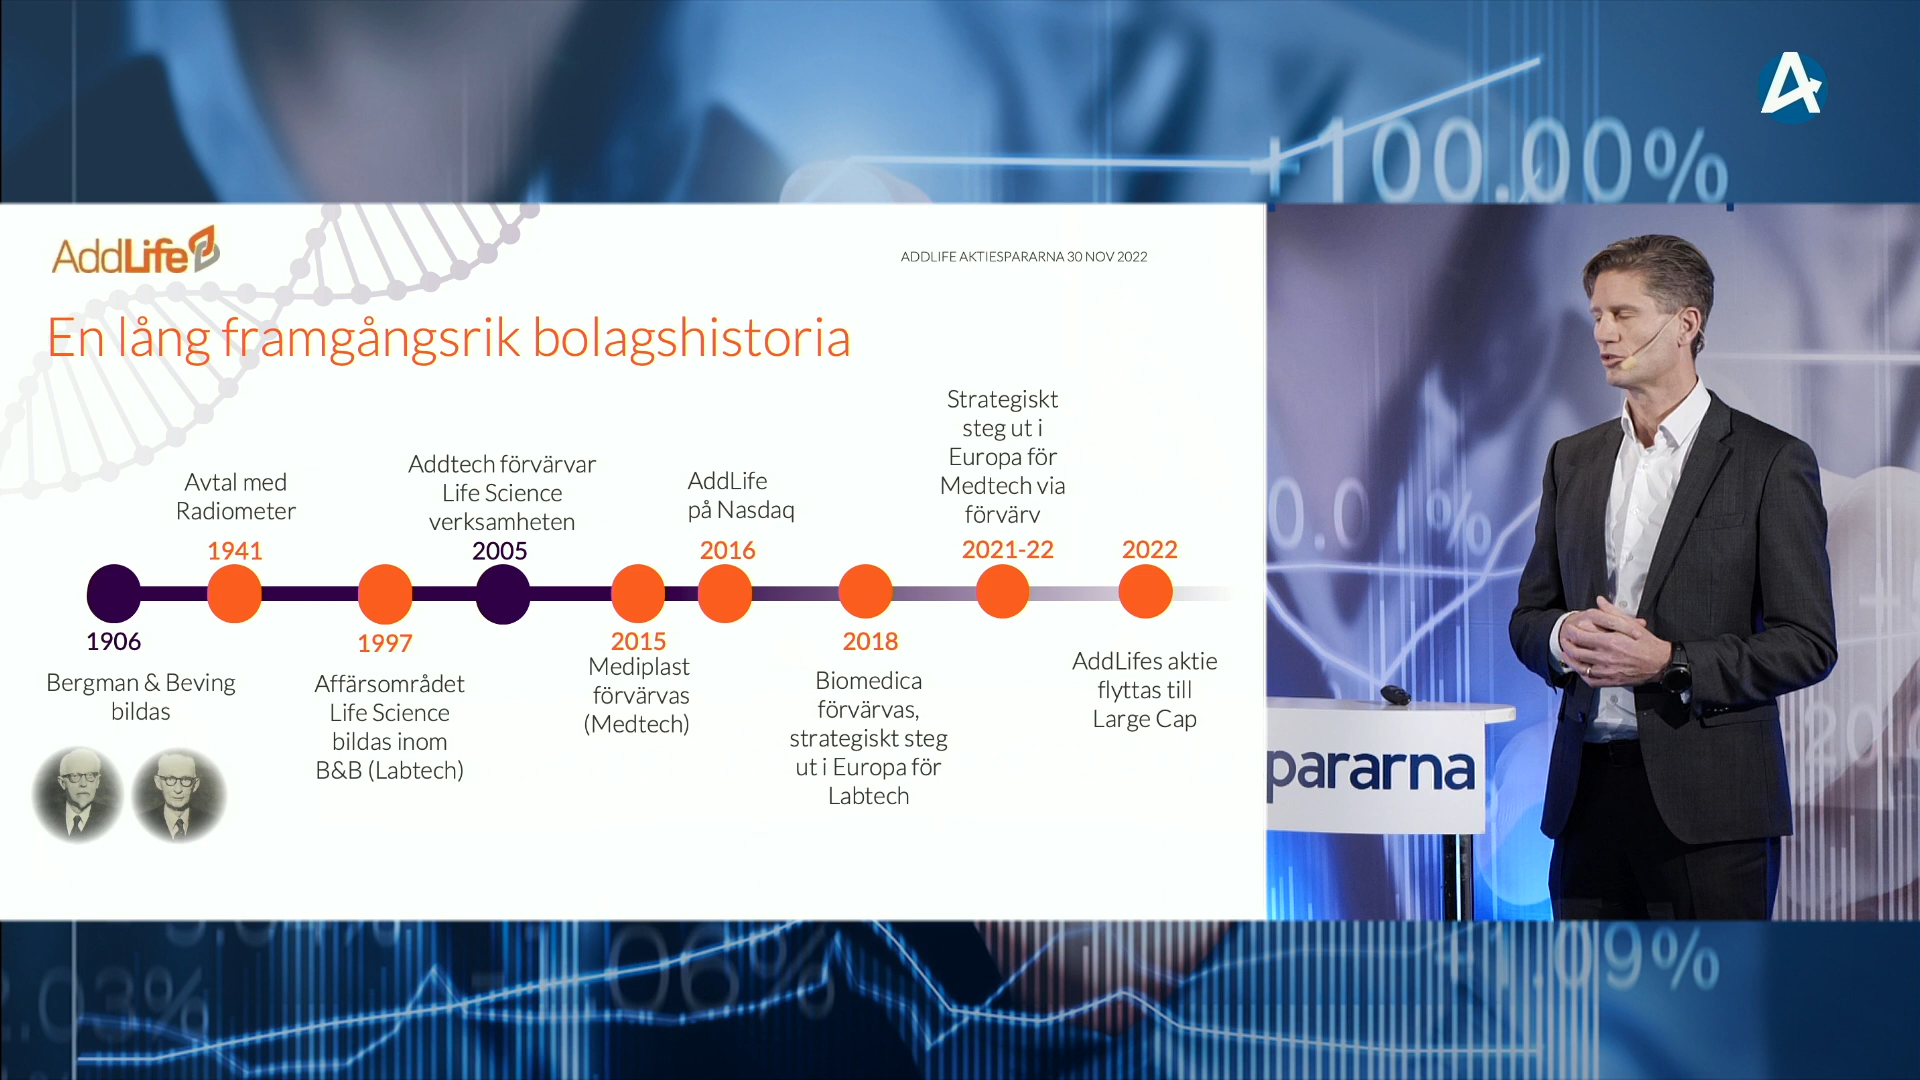 +100.00%
AddLife
ADDLIFE AKTIESPARARNA 30 NOV 2022
En lång framgångsrik bolagshistoria
Avtal med
Radiometer
1941
Addtech förvärvar
Life Science
verksamheten
2005
AddLife
på Nasdaq
2016
Strategiskt
steg ut i
Europa för
Medtech via
förvärv
2021-22
2022
1906
Bergman & Beving
bildas
1997
Affärsområdet
Life Science
bildas inom
B&B (Labtech)
2015
Mediplast
förvärvas
(Medtech)
2018
Biomedica
förvärvas,
strategiskt steg
ut i Europa för
Labtech
AddLifes aktie
flyttas till
Large Cap
pararna
+1.09%